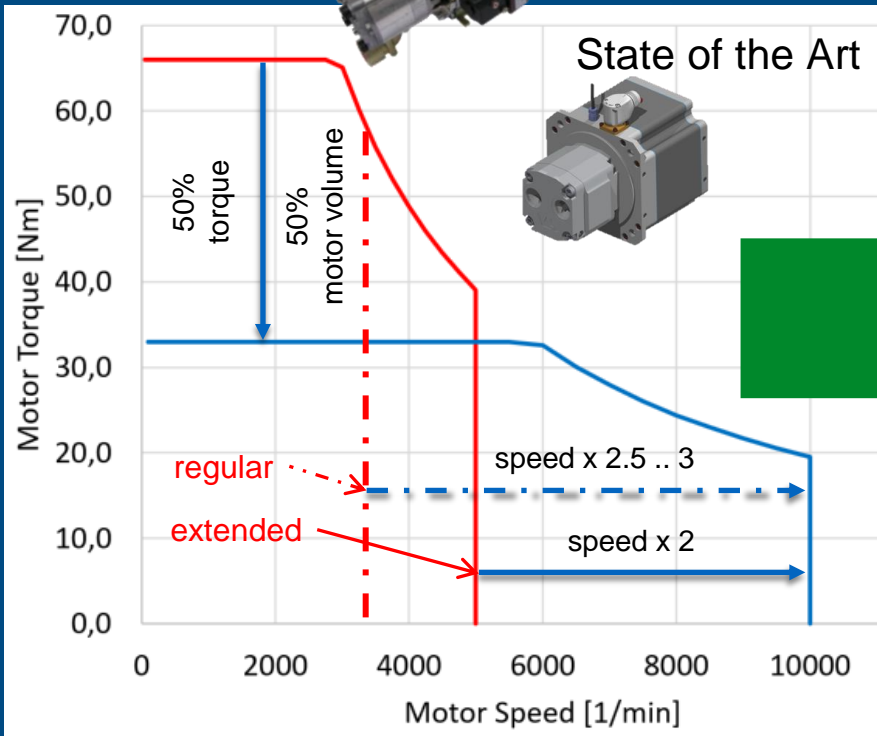 State of the Art
70,0
60,0
50,0
40,0
30,0
20,0
10,0
0,0
Motor Torque [Nm]
50%
torque
50%
motor volume
regular
extended
speed x 2.5 .. 3
speed x 2
0
2000
4000
6000
8000
10000
Motor Speed [1/min]